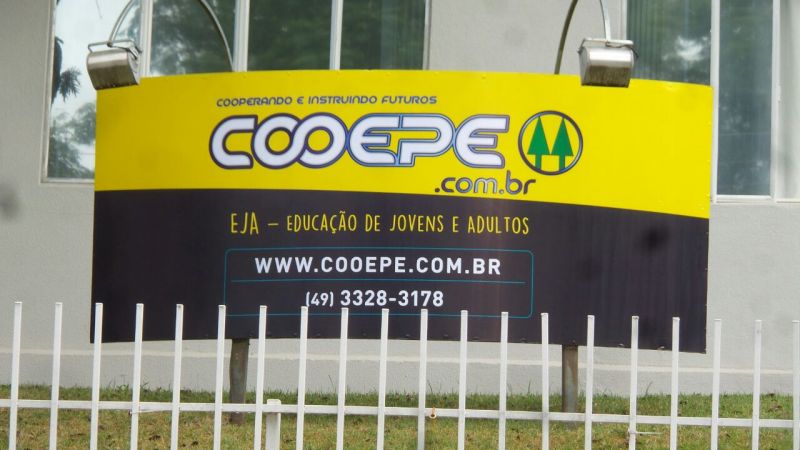 COOPERANDO E INSTRUINDO FUTUROS
COOEPE
.com.br
EJA – EDUCAÇÃO DE JOVENS E ADULTOS
WWW.COOEPE.COM.BR
(49) 3328-3178